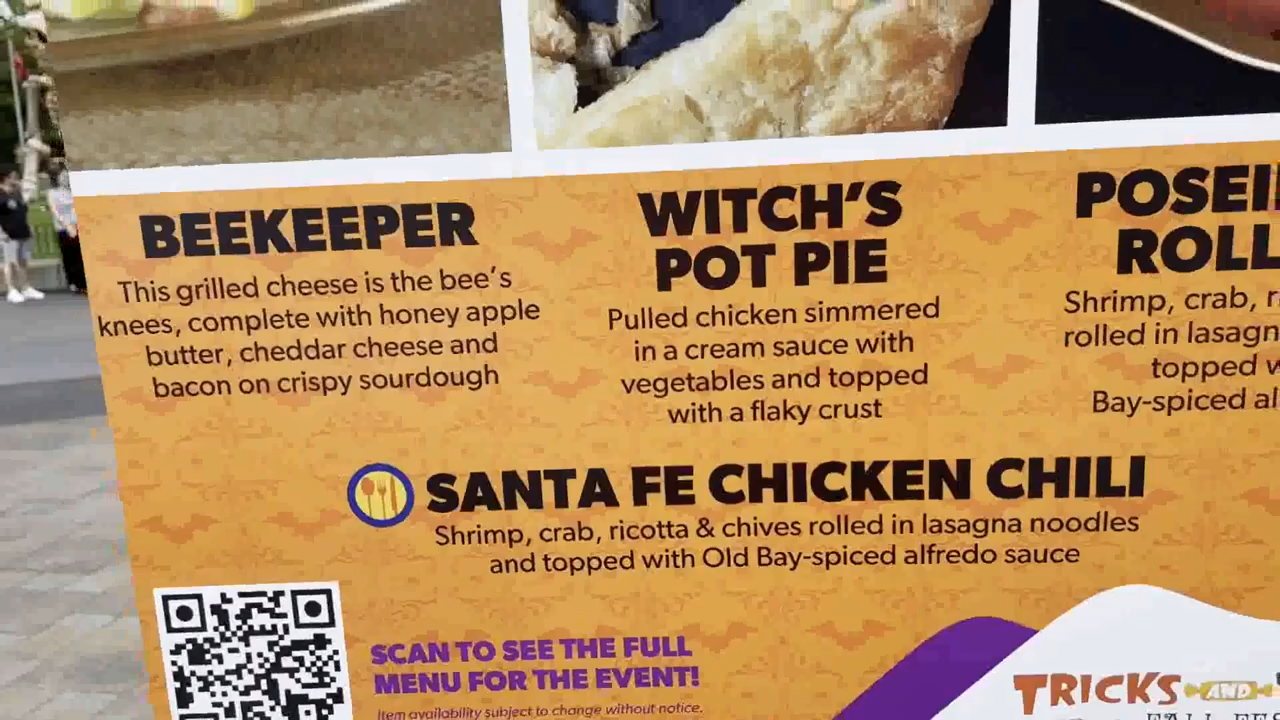 BEEKEEPER
This grilled cheese is the bee's
knees, complete with honey apple
butter, cheddar cheese and
bacon on crispy sourdough
WITCH'S
POT PIE
Pulled chicken simmered
in a cream sauce with
vegetables and topped
with a flaky crust
ROLL
Shrimp, crab,
rolled in
topped
Bay-spiced
SANTA FE CHICKEN CHILI
Shrimp, crab, ricotta & chives rolled in lasagna noodles
and topped with Old Bay-spiced alfredo sauce
SCAN TO SEE THE FULL
MENU FOR THE EVENT!
Item availability subject to change without notice.
TRICKS AND
FALL